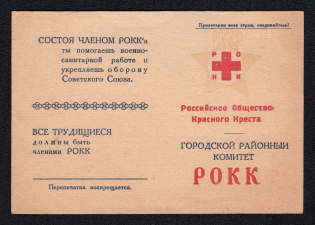 СОСТОЯ ЧЛЕНОМ РОКК'а
ты помогаешь военно-
санитарной работе и
укрепляешь оборону
Советского Союза.
ВСЕ ТРУДЯЩИЕСЯ
должны быть
членами РОКК
Перепечатка воспрещается.
Пролетарии всех стран, соединяйтесь!
Р О
К К
Российское Общество
Красного Креста
ГОРОДСКОЙ РАЙОННЫЙ
КОМИТЕТ
РОКК